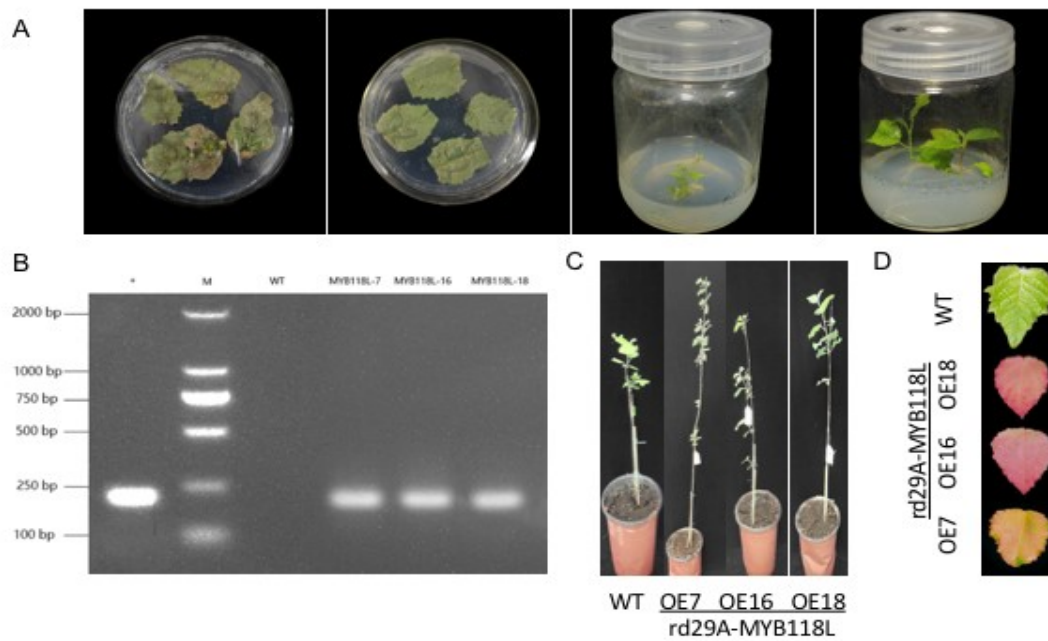 A
B
+ M WT MYB118L-7 MYB118L-16 MYB118L-18
2000 bp
1000 bp
750 bp
500 bp
250 bp
100 bp
C
WT OE7 OE16 OE18
rd29A-MYB118L
D
WT
OE18
OE16
OE7
rd29A-MYB118L